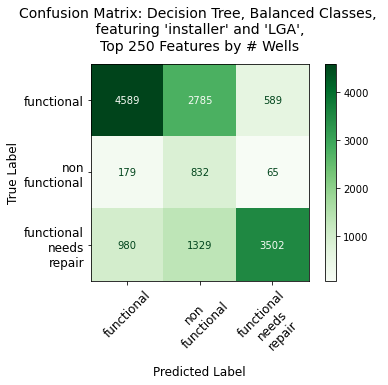 Confusion Matrix: Decision Tree, Balanced Classes,
featuring 'installer' and 'LGA',
Top 250 Features by # Wells
True Label
functional
4589 2785 589
non
functional
179 832 65
functional
needs
repair
980 1329 3502
functional
non
functional
functional
needs
repair
Predicted Label
4000
3000
2000
1000